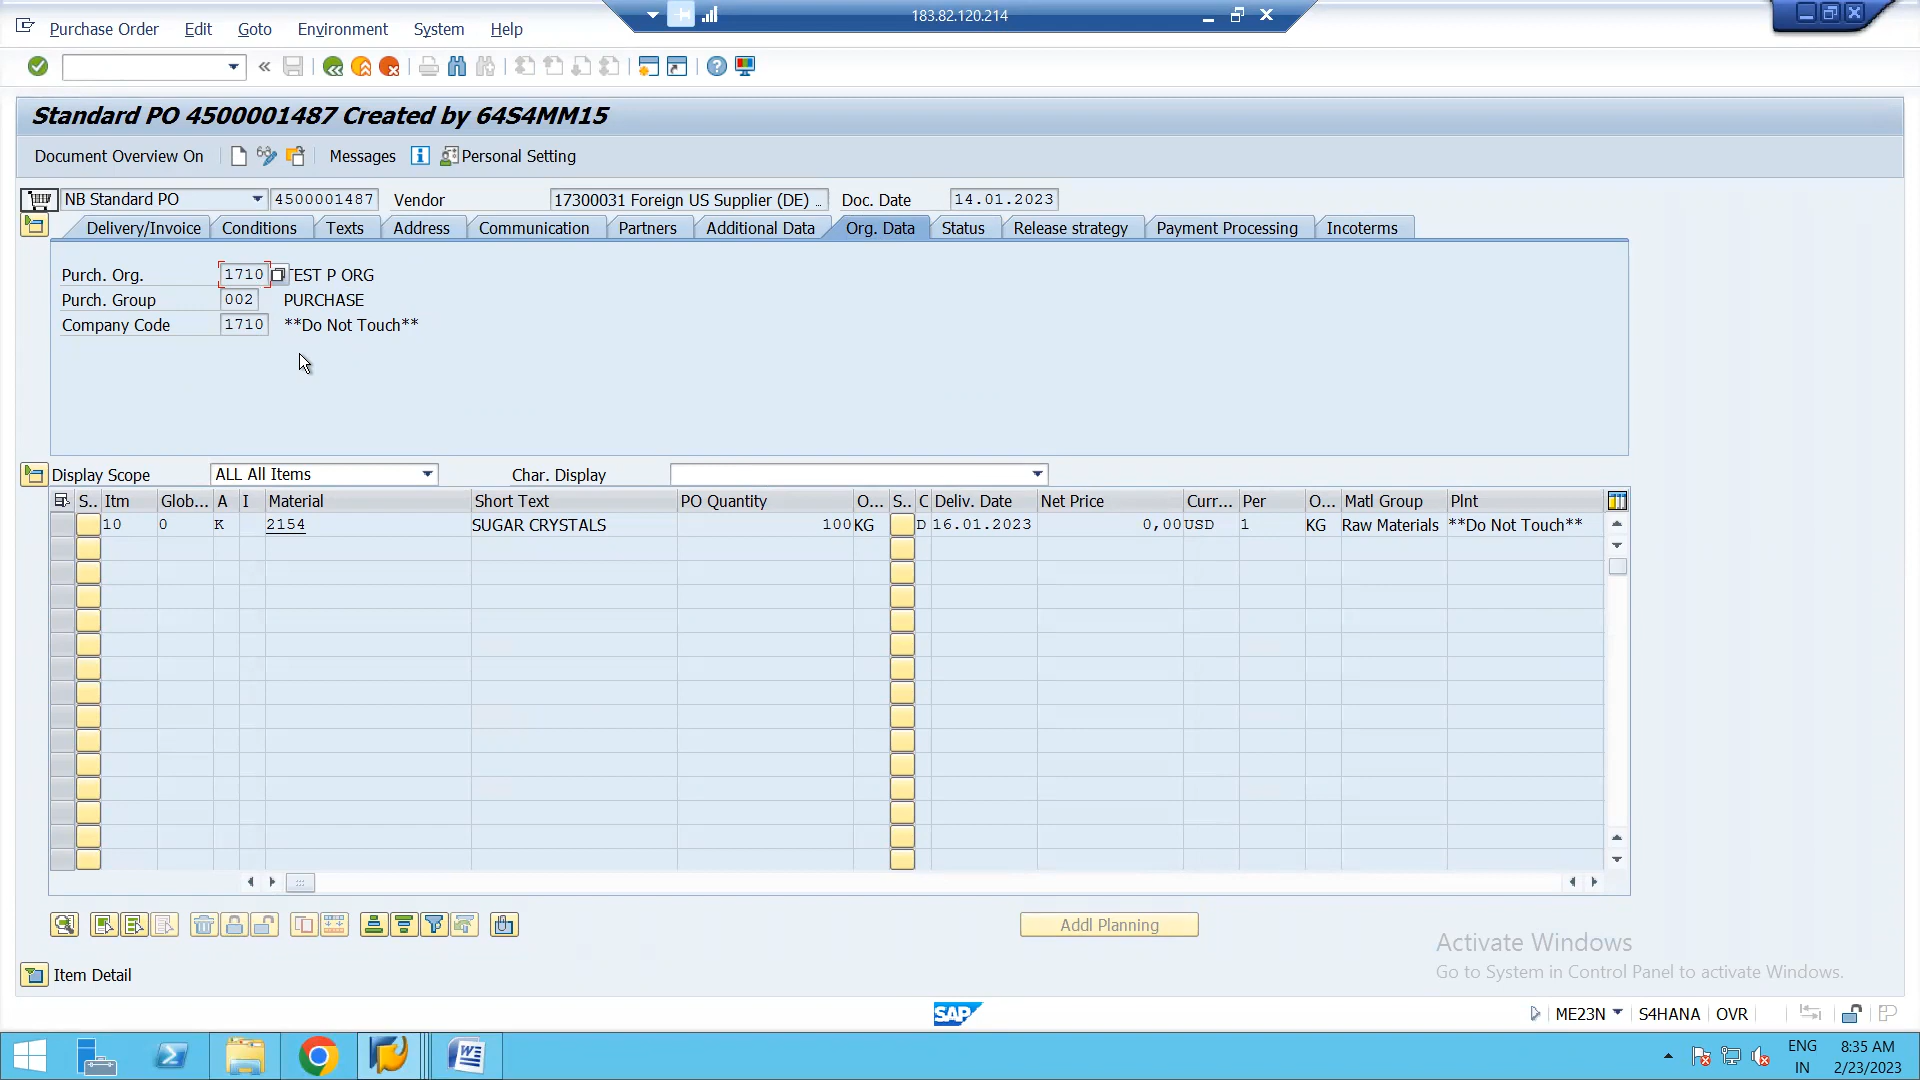 183.82.120.214
Purchase Order Edit Goto Environment System Help
Standard PO 4500001487 Created by 64S4MM15
Document Overview On Messages Personal Setting
NB Standard PO 4500001487 Vendor 17300031 Foreign US Supplier (DE) .. Doc. Date 14.01.2023
Delivery/Invoice Conditions Texts Address Communication Partners Additional Data Org. Data Status Release strategy Payment Processing Incoterms
Purch. Org. 1710 EST P ORG
Purch. Group 002 PURCHASE
Company Code 1710 **Do Not Touch**
Display Scope ALL All Items Char. Display
S.. Itm Glob... A I Material Short Text PO Quantity O... S.. C Deliv. Date Net Price Curr... Per O... Matl Group Plnt
10 0 K 2154 SUGAR CRYSTALS 100 KG D 16.01.2023 0,00 USD 1 KG Raw Materials **Do Not Touch**
Addl Planning
Activate Windows
Go to System in Control Panel to activate Windows.
Item Detail
SAP ME23N S4HANA OVR
ENG 8:35 AM
IN 2/23/2023